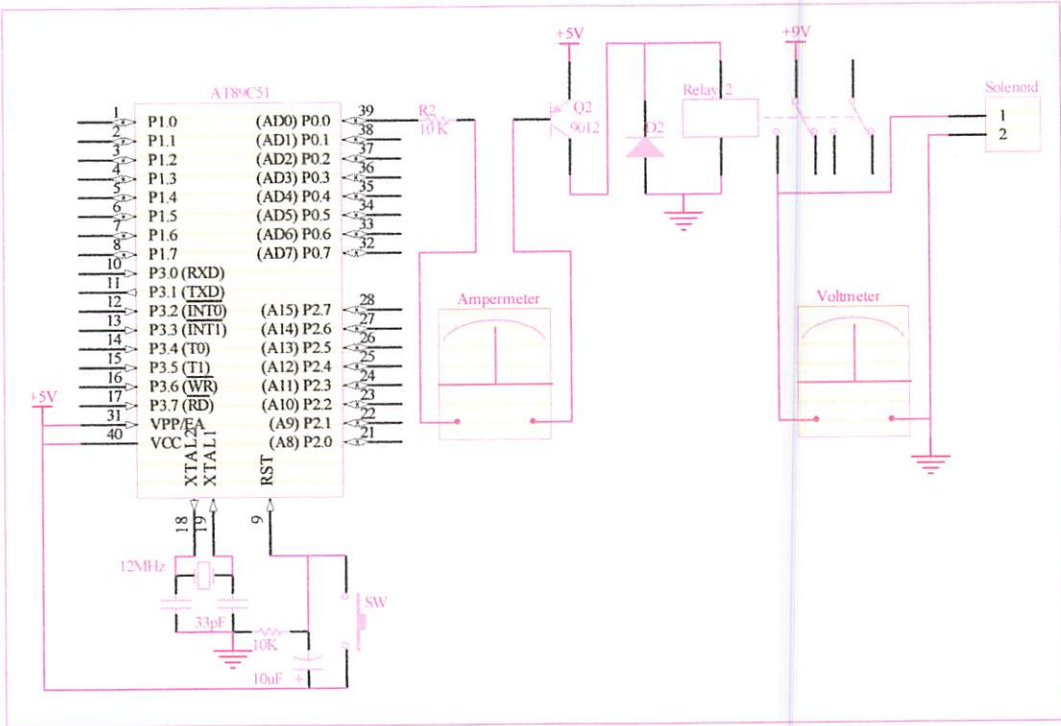 AT89C51
1 P1.0
2 P1.1
3 P1.2
4 P1.3
5 P1.4
6 P1.5
7 P1.6
8 P1.7
10 P3.0 (RXD)
11 P3.1 (TXD)
12 P3.2 (INT0)
13 P3.3 (INT1)
14 P3.4 (T0)
15 P3.5 (T1)
16 P3.6 (WR)
17 P3.7 (RD)
31 VPP/EA
40 VCC
(AD0) P0.0 39
(AD1) P0.1 38
(AD2) P0.2 37
(AD3) P0.3 36
(AD4) P0.4 35
(AD5) P0.5 34
(AD6) P0.6 33
(AD7) P0.7 32
(A15) P2.7 28
(A14) P2.6 27
(A13) P2.5 26
(A12) P2.4 25
(A11) P2.3 24
(A10) P2.2 23
(A9) P2.1 22
(A8) P2.0 21
XTAL2 18
XTAL1 19
RST 9
+5V
12MHz
33pF
10K
10uF
+
SW
R2
10 K
+5V
Q2
9012
D2
Relay 2
+9V
Solenoid
1
2
Ampermeter
Voltmeter